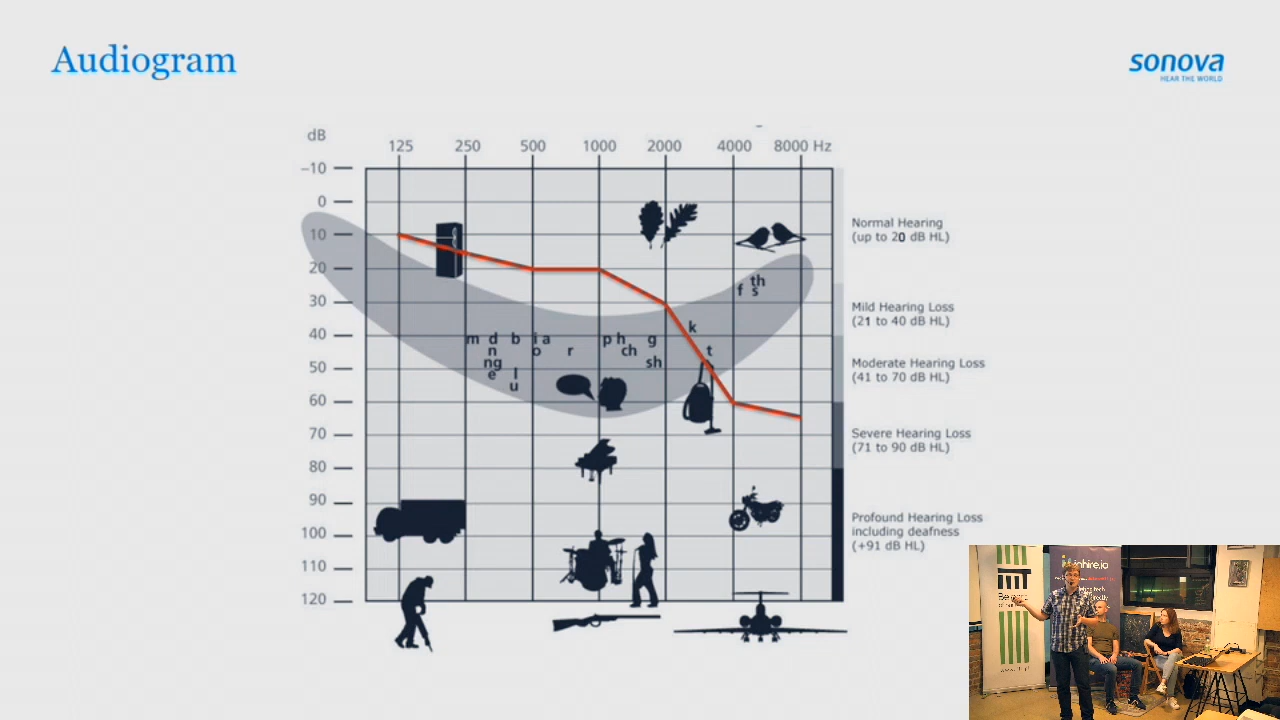 Audiogram
sonova
HEAR THE WORLD
dB
125 250 500 1000 2000 4000 8000 Hz
–10
0
10
20
30
40
50
60
70
80
90
100
110
120
Normal Hearing
(up to 20 dB HL)
Mild Hearing Loss
(21 to 40 dB HL)
Moderate Hearing Loss
(41 to 70 dB HL)
Severe Hearing Loss
(71 to 90 dB HL)
Profound Hearing Loss
including deafness
(+91 dB HL)
th
f s
k
m d b i a p h g
n o r ch t
ng l sh
e
u
inhire.io